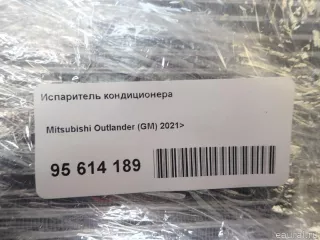 Испаритель кондиционера
Mitsubishi Outlander (GM) 2021>
95 614 189